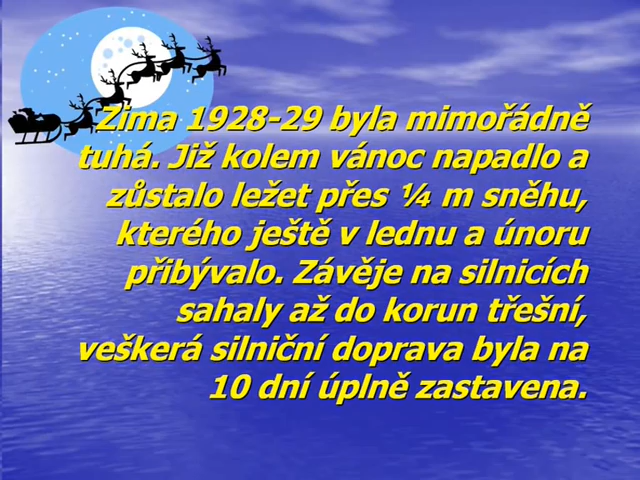 Zima 1928-29 byla mimořádně
tuhá. Již kolem vánoc napadlo a
zůstalo ležet přes ¼ m sněhu,
kterého ještě v lednu a únoru
přibývalo. Závěje na silnicích
sahaly až do korun třešní,
veškerá silniční doprava byla na
10 dní úplně zastavena.